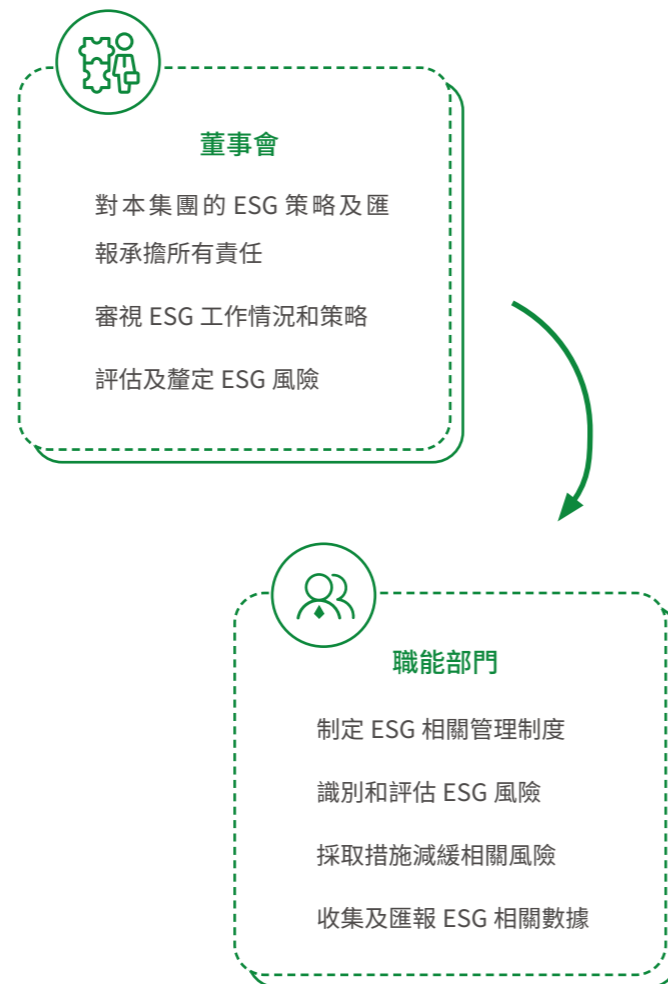 董事會
對本集團的 ESG 策略及匯
報承擔所有責任
審視 ESG 工作情況和策略
評估及釐定 ESG 風險
職能部門
制定 ESG 相關管理制度
識別和評估 ESG 風險
採取措施減緩相關風險
收集及匯報 ESG 相關數據